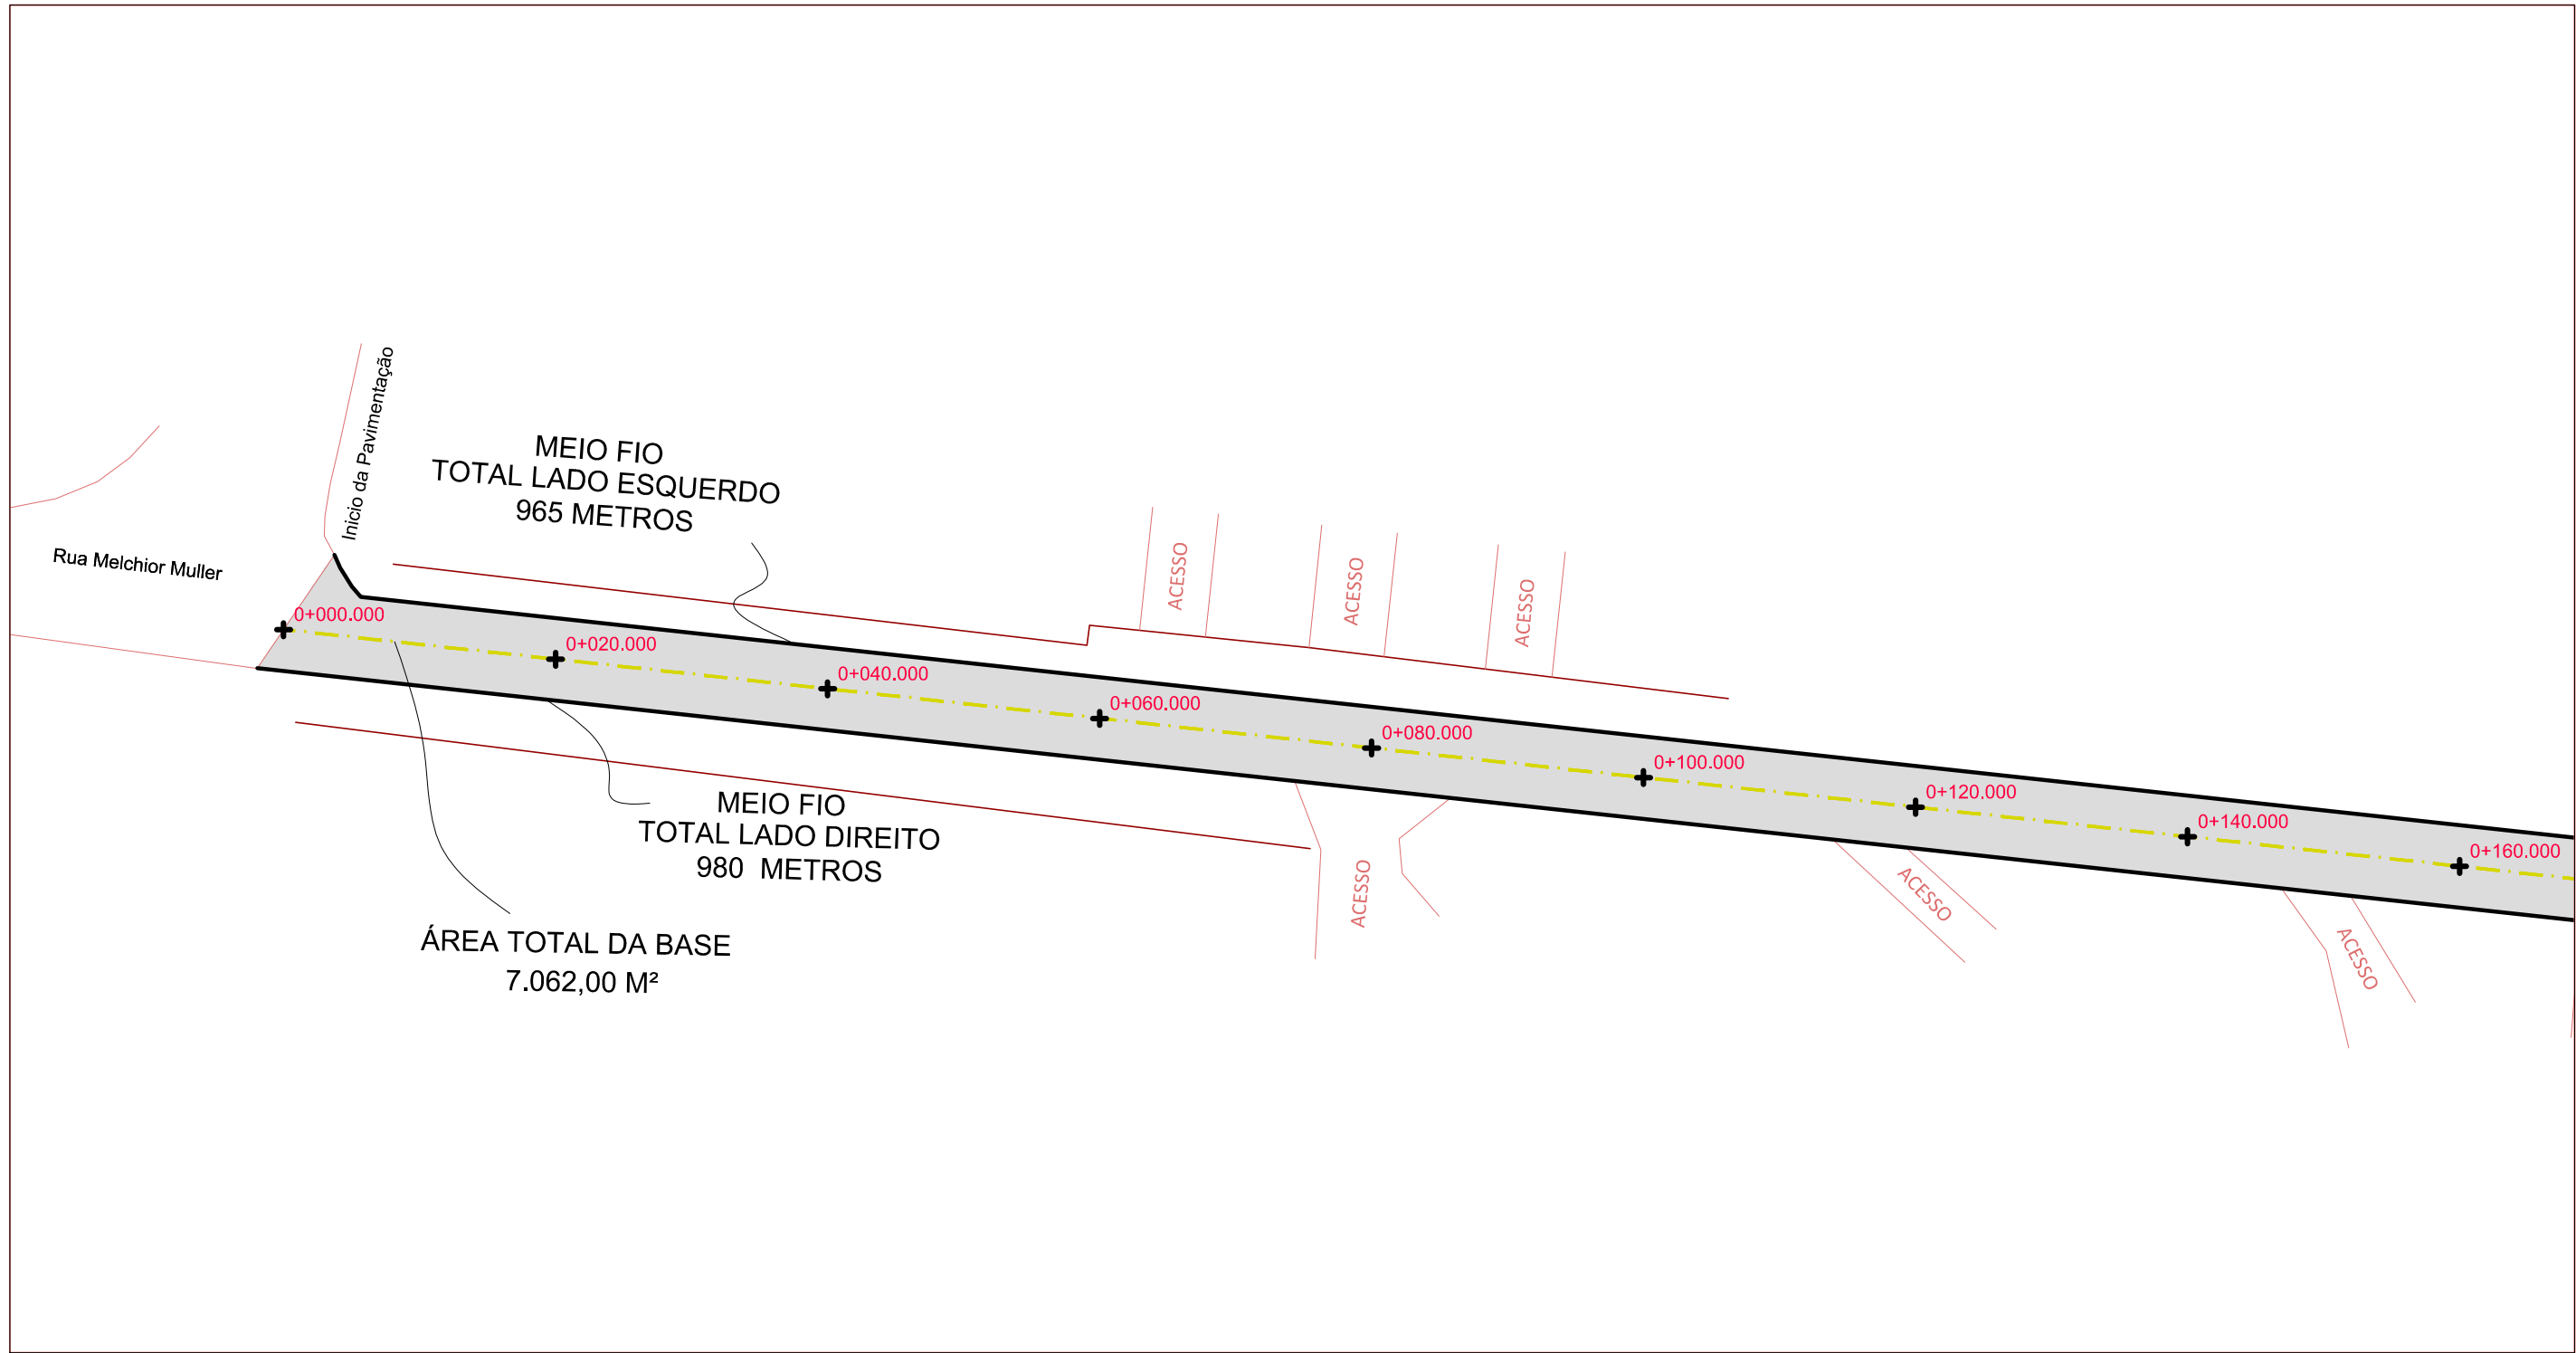 Inicio da Pavimentação
MEIO FIO
TOTAL LADO ESQUERDO
965 METROS
Rua Melchior Muller
ACESSO
ACESSO
ACESSO
0+000.000
0+020.000
0+040.000
0+060.000
0+080.000
0+100.000
0+120.000
0+140.000
0+160.000
MEIO FIO
TOTAL LADO DIREITO
980 METROS
ACESSO
ACESSO
ACESSO
ÁREA TOTAL DA BASE
7.062,00 M²